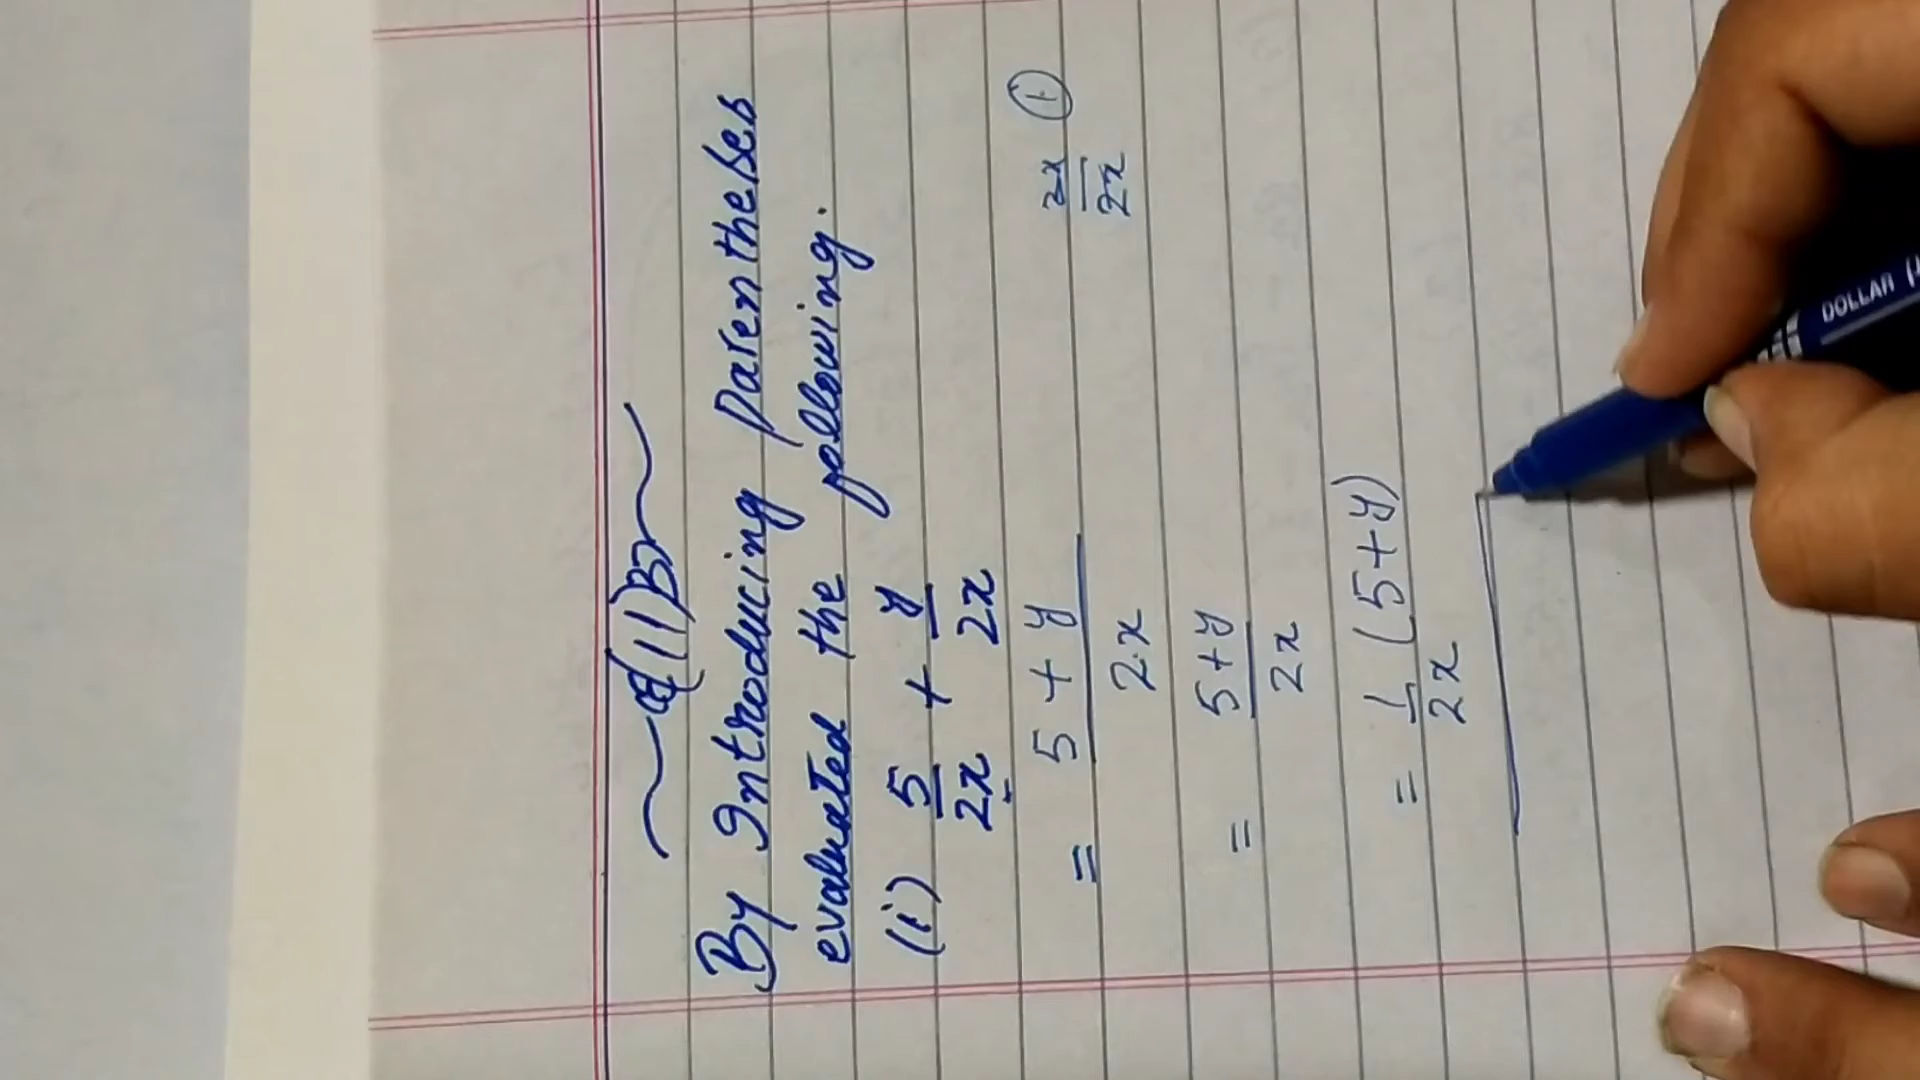 Q(11)B
By Introducing Parentheses
evaluated the following.
(i) 5/2x + y/2x
2x/2x (1)
= 5 + y / 2x
= 5+y / 2x
= 1/2x (5+y)
DOLLAR